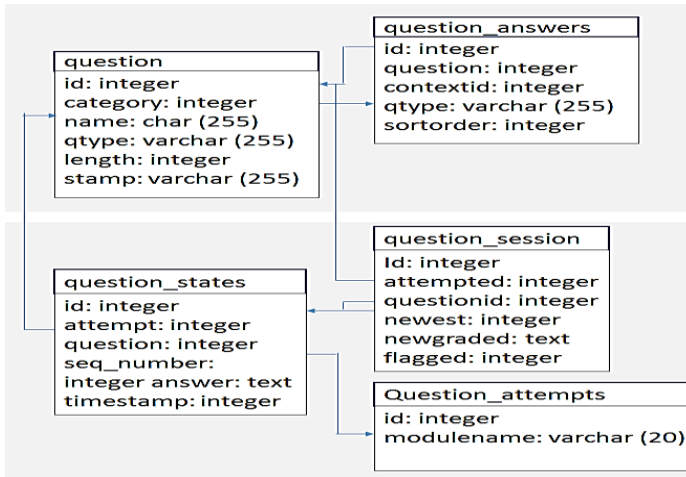 question
id: integer
category: integer
name: char (255)
qtype: varchar (255)
length: integer
stamp: varchar (255)
question_answers
id: integer
question: integer
contextid: integer
qtype: varchar (255)
sortorder: integer
question_states
id: integer
attempt: integer
question: integer
seq_number:
integer answer: text
timestamp: integer
question_session
Id: integer
attempted: integer
questionid: integer
newest: integer
newgraded: text
flagged: integer
Question_attempts
id: integer
modulename: varchar (20)